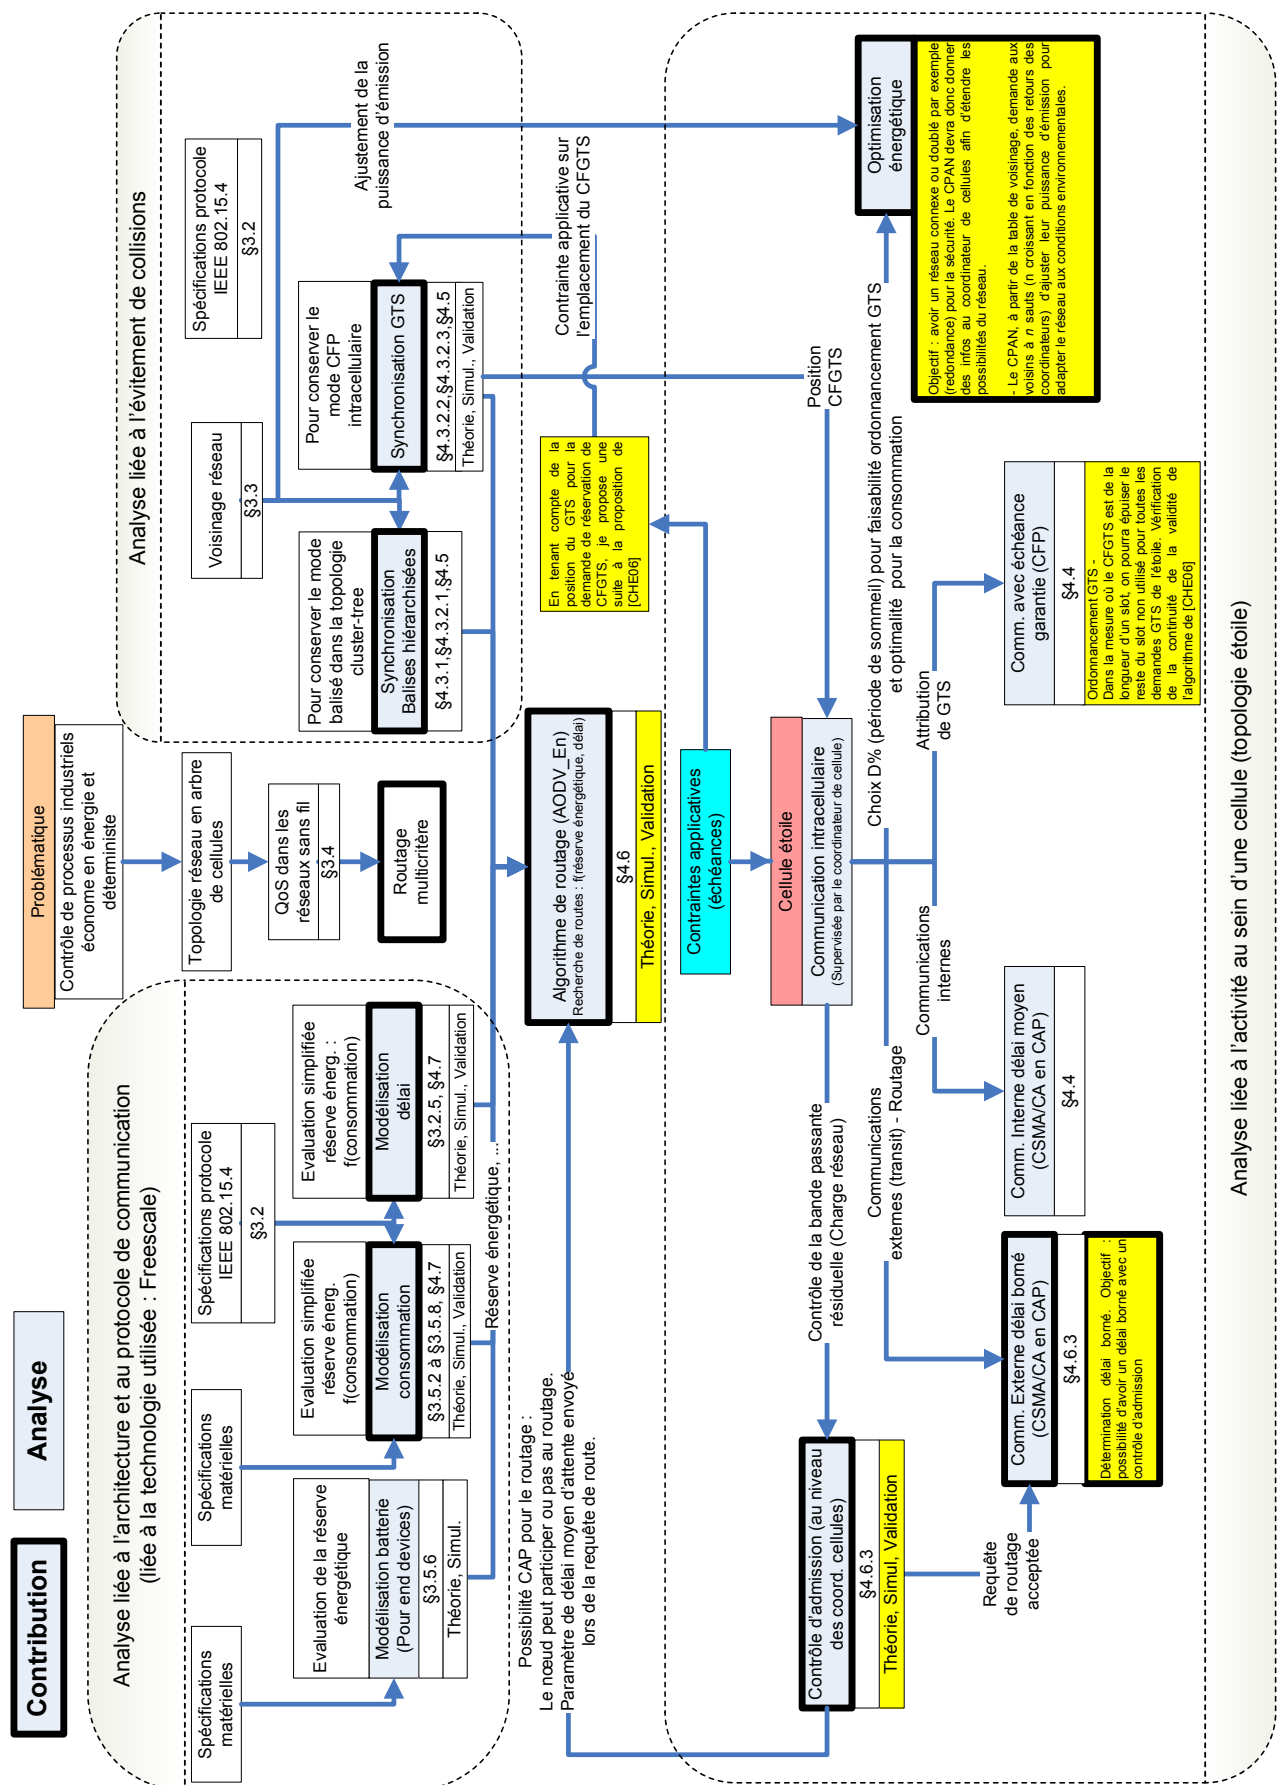 Contribution
Analyse
Analyse liée à l'architecture et au protocole de communication
(liée à la technologie utilisée : Freescale)
Spécifications
matérielles
Spécifications
matérielles
Spécifications protocole
IEEE 802.15.4
§3.2
Evaluation de la réserve
énergétique
Modélisation batterie
(Pour end devices)
§3.5.6
Théorie, Simul.
Evaluation simplifiée
réserve énerg.
f(consommation)
Modélisation
consommation
§3.5.2 à §3.5.8, §4.7
Théorie, Simul., Validation
Evaluation simplifiée
réserve énerg. :
f(consommation)
Modélisation
délai
§3.2.5, §4.7
Théorie, Simul., Validation
Réserve énergétique, ...
Problématique
Contrôle de processus industriels
économe en énergie et
déterministe
Topologie réseau en arbre
de cellules
QoS dans les
réseaux sans fil
§3.4
Routage
multicritère
Analyse liée à l'évitement de collisions
Voisinage réseau
§3.3
Spécifications protocole
IEEE 802.15.4
§3.2
Pour conserver le mode
balisé dans la topologie
cluster-tree
Synchronisation
Balises hiérarchisées
§4.3.1,§4.3.2.1,§4.5
Pour conserver le
mode CFP
intracellulaire
Synchronisation GTS
§4.3.2.2,§4.3.2.3,§4.5
Théorie, Simul., Validation
Ajustement de la
puissance d'émission
Possibilité CAP pour le routage :
Le nœud peut participer ou pas au routage.
Paramètre de délai moyen d'attente envoyé
lors de la requête de route.
Algorithme de routage (AODV_En)
Recherche de routes : f(réserve énergétique, délai)
§4.6
Théorie, Simul., Validation
En tenant compte de la
position du GTS pour la
demande de réservation de
CFGTS, je propose une
suite à la proposition de
[CHE06]
Contrainte applicative sur
l'emplacement du CFGTS
Contraintes applicatives
(échéances)
Cellule étoile
Communication intracellulaire
(Supervisée par le coordinateur de cellule)
Position
CFGTS
Contrôle de la bande passante
résiduelle (Charge réseau)
Contrôle d'admission (au niveau
des coord. cellules)
§4.6.3
Théorie, Simul, Validation
Choix D% (période de sommeil) pour faisabilité ordonnancement GTS
et optimalité pour la consommation
Optimisation
énergétique
Objectif : avoir un réseau connexe ou doublé par exemple
(redondance) pour la sécurité. Le CPAN devra donc donner
des infos au coordinateur de cellules afin d'étendre les
possibilités du réseau.
- Le CPAN, à partir de la table de voisinage, demande aux
voisins à n sauts (n croissant en fonction des retours des
coordinateurs) d'ajuster leur puissance d'émission pour
adapter le réseau aux conditions environnementales.
Communications
externes (transit) - Routage
Communications
internes
Attribution
de GTS
Requête
de routage
acceptée
Comm. Externe délai borné
(CSMA/CA en CAP)
§4.6.3
Détermination délai borné. Objectif :
possibilité d'avoir un délai borné avec un
contrôle d'admission
Comm. Interne délai moyen
(CSMA/CA en CAP)
§4.4
Comm. avec échéance
garantie (CFP)
§4.4
Ordonnancement GTS -
Dans la mesure où le CFGTS est de la
longueur d'un slot, on pourra épuiser le
reste du slot non utilisé pour toutes les
demandes GTS de l'étoile. Vérification
de la continuité de la validité de
l'algorithme de [CHE06]
Analyse liée à l'activité au sein d'une cellule (topologie étoile)